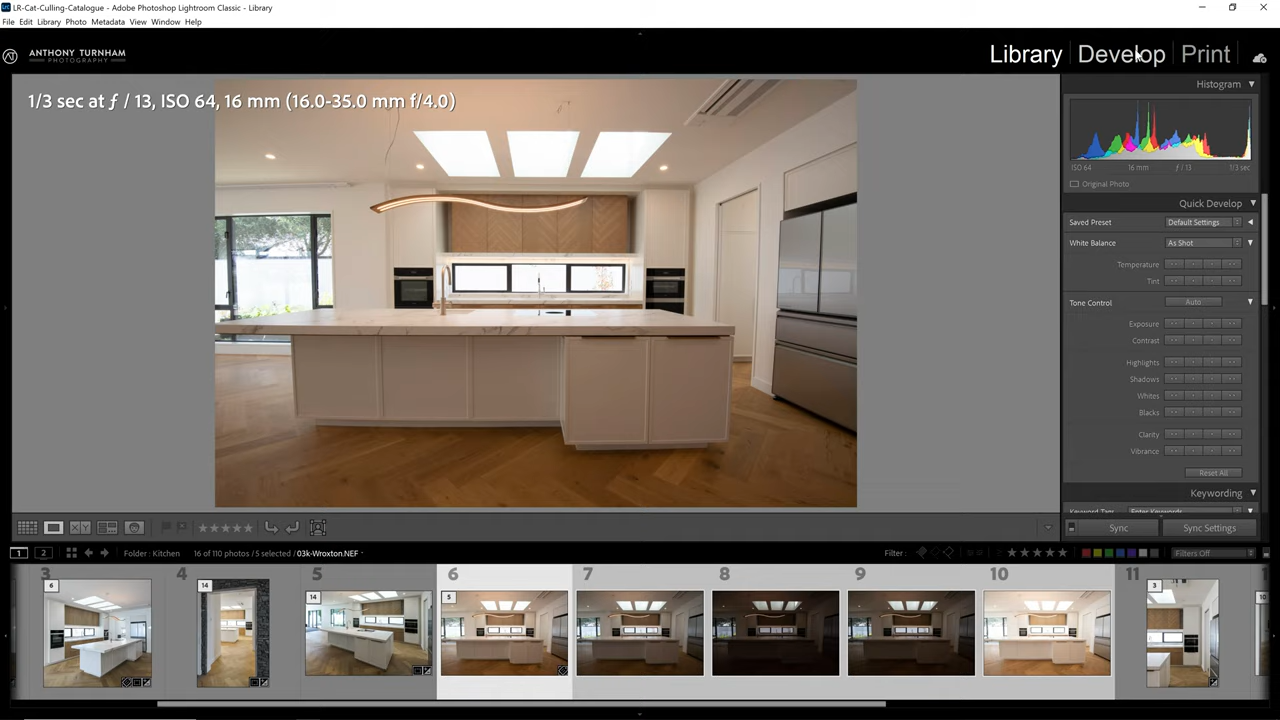 LR-Cat-Culling-Catalogue - Adobe Photoshop Lightroom Classic - Library
File Edit Library Photo Metadata View Window Help
ANTHONY TURNHAM
PHOTOGRAPHY
Library Develop Print
1/3 sec at ƒ / 13, ISO 64, 16 mm (16.0-35.0 mm f/4.0)
Histogram
ISO 64 16 mm ƒ / 13 1/3 sec
Original Photo
Quick Develop
Saved Preset Default Settings
White Balance As Shot
Temperature
Tint
Tone Control Auto
Exposure
Contrast
Highlights
Shadows
Whites
Blacks
Clarity
Vibrance
Reset All
Keywording
Keyword Tags Enter Keywords
Sync Sync Settings
1 2 Folder : Kitchen 16 of 110 photos / 5 selected / 03k-Wroxton.NEF Filter : Filters Off
3 4 5 6 7 8 9 10 11
6 14 14 5 3 10